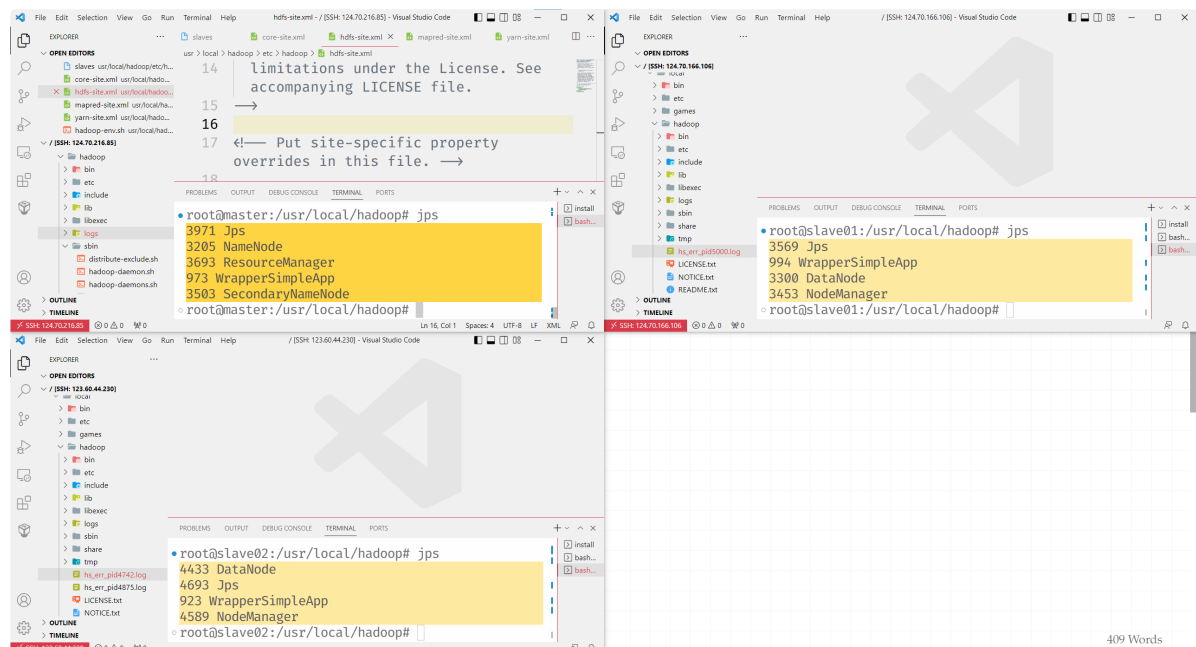 File Edit Selection View Go Run Terminal Help
hdfs-site.xml - / [SSH: 124.70.216.85] - Visual Studio Code
EXPLORER
OPEN EDITORS
slaves usr/local/hadoop/etc/h...
core-site.xml usr/local/hado...
hdfs-site.xml usr/local/hadoo...
mapred-site.xml usr/local/ha...
yarn-site.xml usr/local/hado...
hadoop-env.sh usr/local/had...
/ [SSH: 124.70.216.85]
hadoop
bin
etc
include
lib
libexec
logs
sbin
distribute-exclude.sh
hadoop-daemon.sh
hadoop-daemons.sh
OUTLINE
TIMELINE
slaves core-site.xml hdfs-site.xml mapred-site.xml yarn-site.xml
usr > local > hadoop > etc > hadoop > hdfs-site.xml
14 limitations under the License. See
accompanying LICENSE file.
15 -->
16
17 <!-- Put site-specific property
overrides in this file. -->
18
PROBLEMS OUTPUT DEBUG CONSOLE TERMINAL PORTS
root@master:/usr/local/hadoop# jps
3971 Jps
3205 NameNode
3693 ResourceManager
973 WrapperSimpleApp
3503 SecondaryNameNode
root@master:/usr/local/hadoop#
install
bash...
SSH: 124.70.216.85 0 0 0 Ln 16, Col 1 Spaces: 4 UTF-8 LF XML
File Edit Selection View Go Run Terminal Help
/ [SSH: 124.70.166.106] - Visual Studio Code
EXPLORER
OPEN EDITORS
/ [SSH: 124.70.166.106]
local
bin
etc
games
hadoop
bin
etc
include
lib
libexec
logs
sbin
share
tmp
hs_err_pid5000.log
LICENSE.txt
NOTICE.txt
README.txt
OUTLINE
TIMELINE
PROBLEMS OUTPUT DEBUG CONSOLE TERMINAL PORTS
root@slave01:/usr/local/hadoop# jps
3569 Jps
994 WrapperSimpleApp
3300 DataNode
3453 NodeManager
root@slave01:/usr/local/hadoop#
install
bash...
bash...
SSH: 124.70.166.106 0 0 0
File Edit Selection View Go Run Terminal Help
/ [SSH: 123.60.44.230] - Visual Studio Code
EXPLORER
OPEN EDITORS
/ [SSH: 123.60.44.230]
local
bin
etc
games
hadoop
bin
etc
include
lib
libexec
logs
sbin
share
tmp
hs_err_pid4742.log
hs_err_pid4875.log
LICENSE.txt
NOTICE.txt
OUTLINE
TIMELINE
PROBLEMS OUTPUT DEBUG CONSOLE TERMINAL PORTS
root@slave02:/usr/local/hadoop# jps
4433 DataNode
4693 Jps
923 WrapperSimpleApp
4589 NodeManager
root@slave02:/usr/local/hadoop#
install
bash...
bash...
409 Words